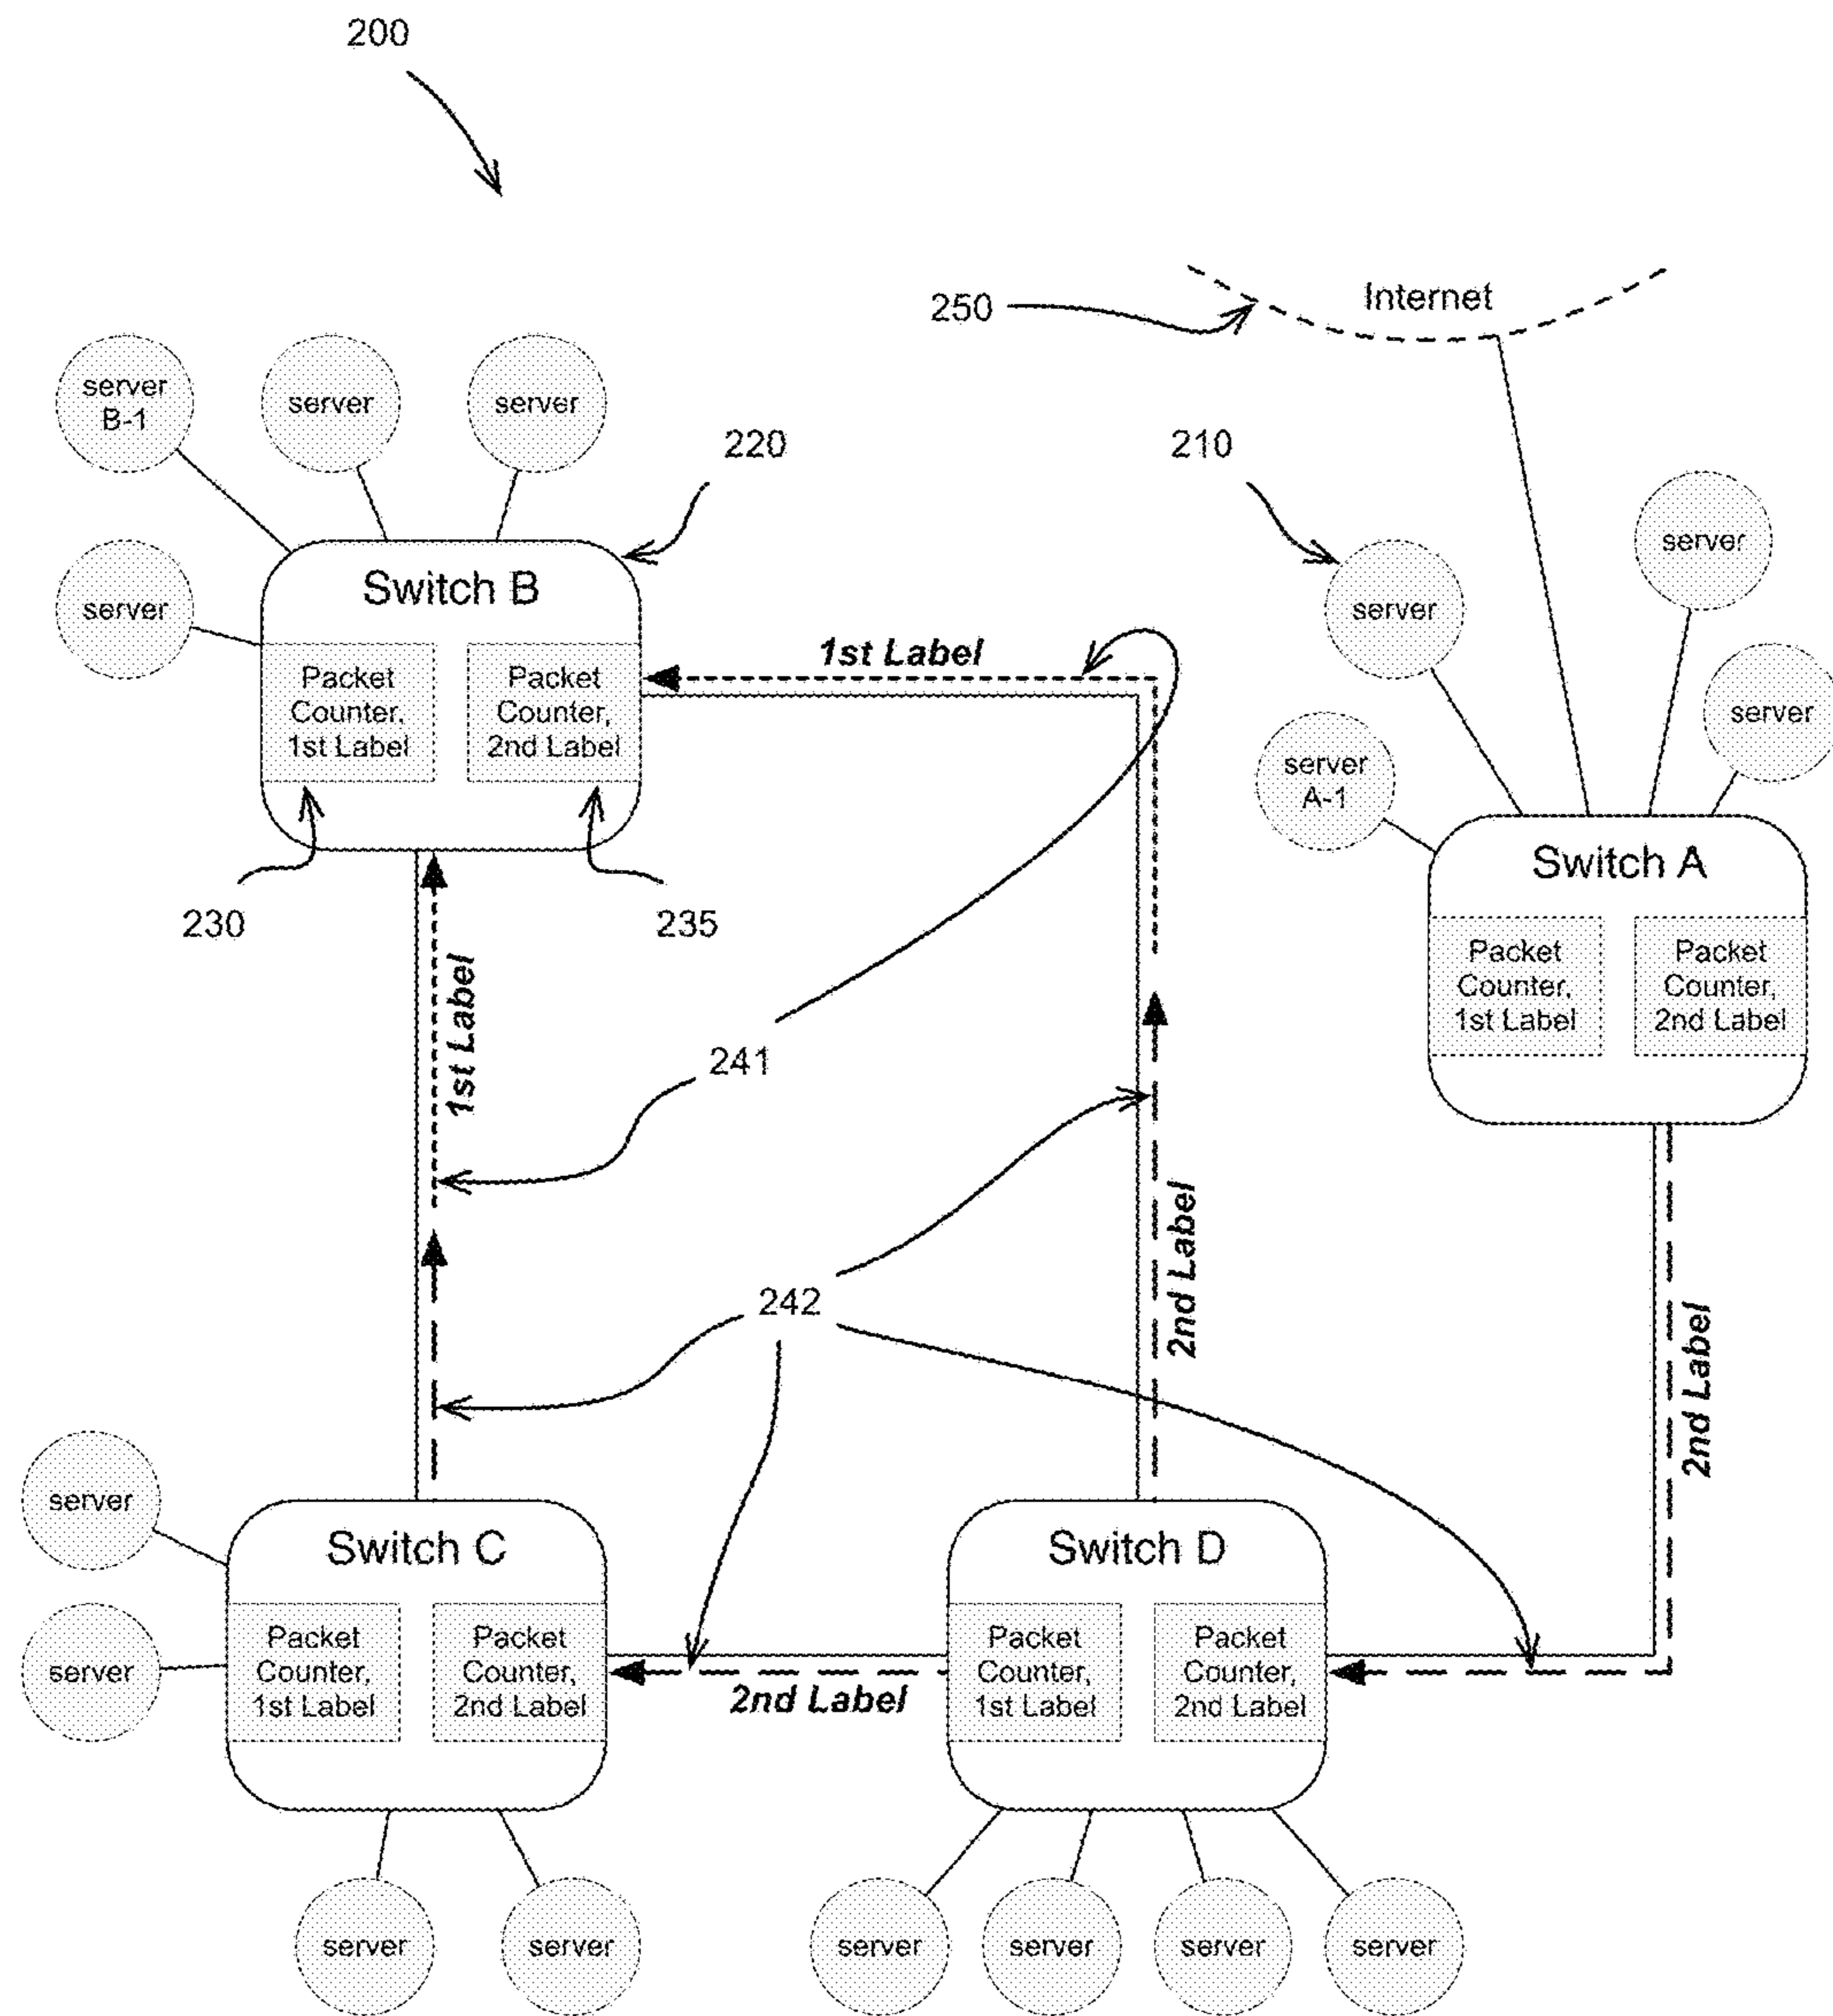 200
Internet
250
server
B-1
server
server
220
210
server
server
server
Switch B
Packet
Counter.
1st Label
Packet
Counter,
2nd Label
1st Label
server
server
A-1
230
235
Switch A
Packet
Counter,
1st Label
Packet
Counter,
2nd Label
1st Label
241
2nd Label
242
2nd Label
server
server
Switch C
Packet
Counter,
1st Label
Packet
Counter,
2nd Label
2nd Label
Switch D
Packet
Counter,
1st Label
Packet
Counter,
2nd Label
server
server
server
server
server
server